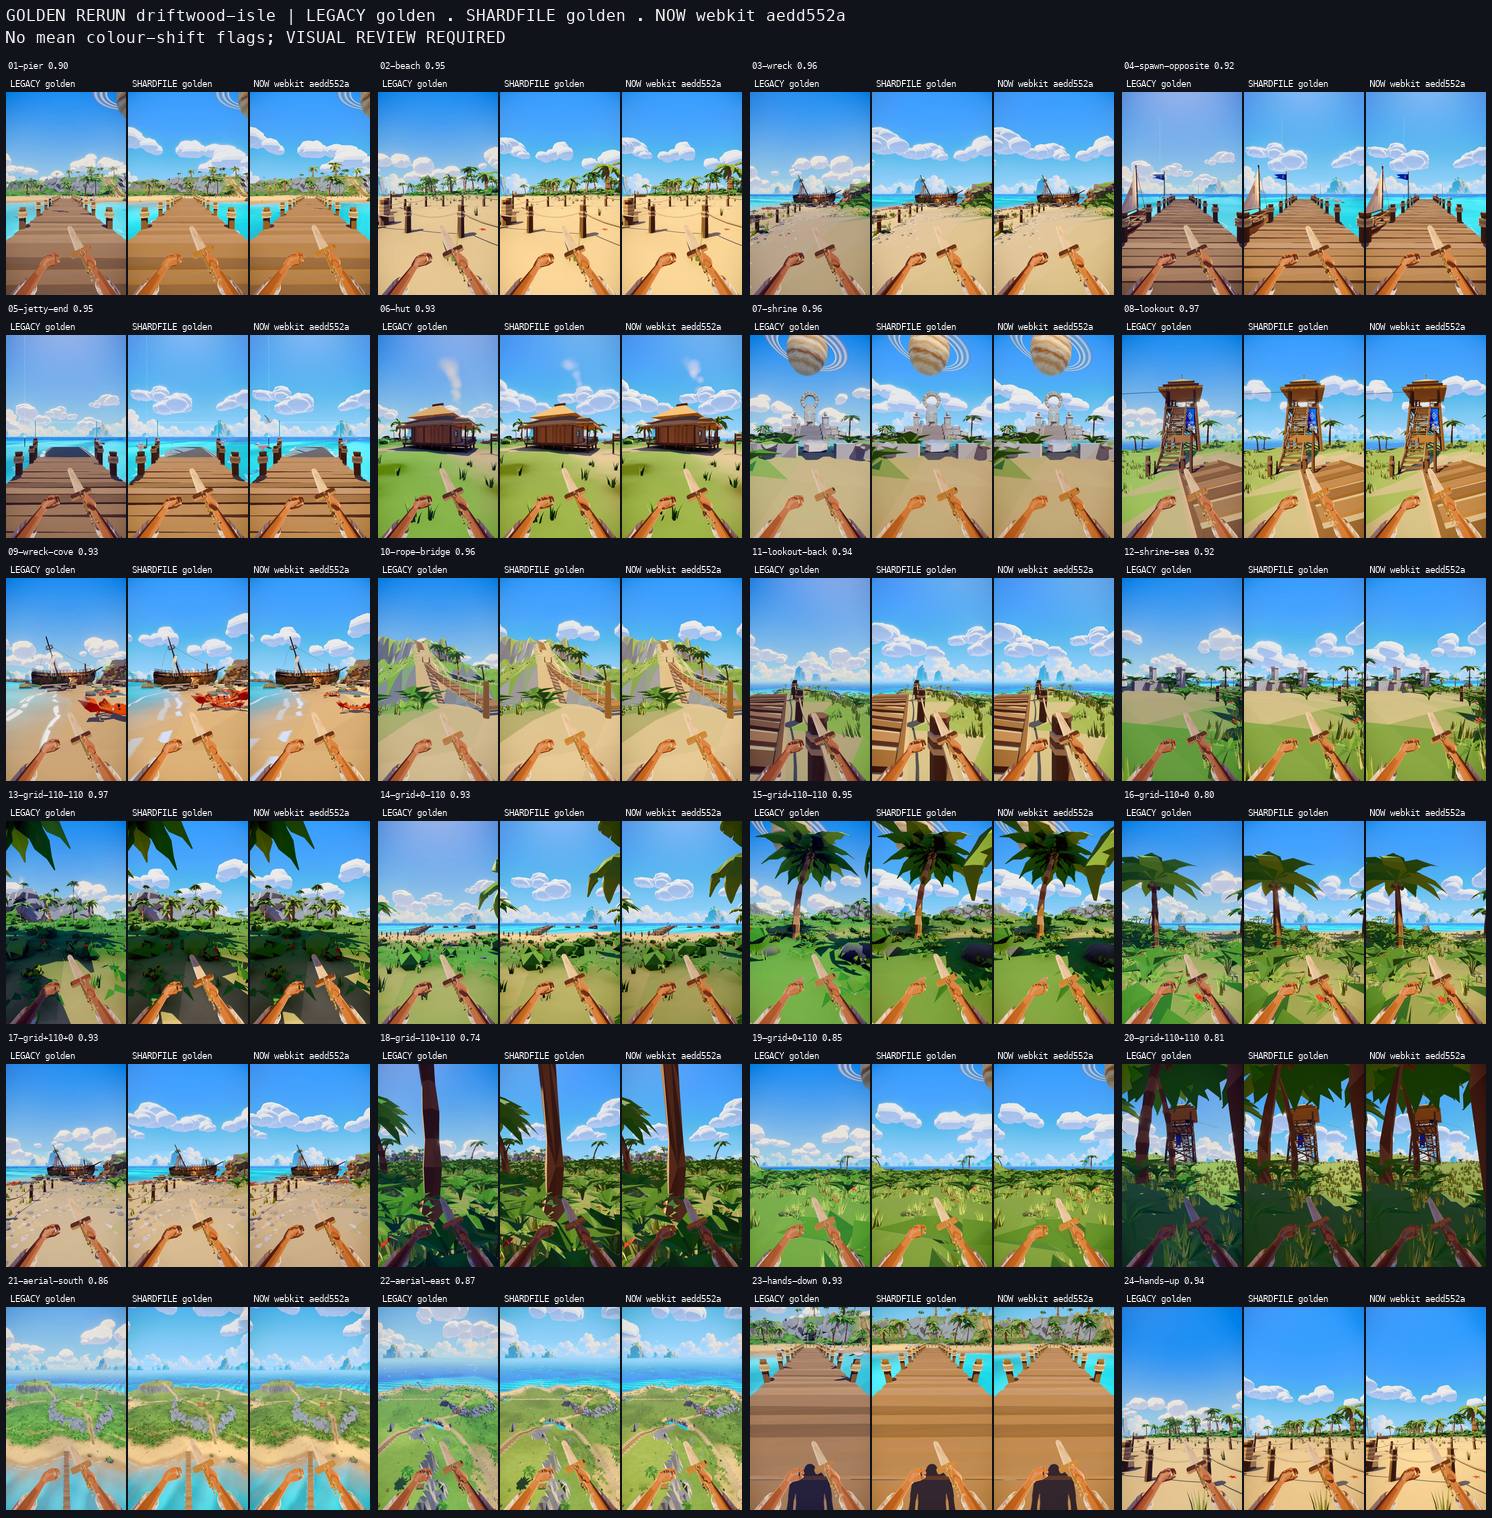 GOLDEN RERUN driftwood-isle | LEGACY golden . SHARDFILE golden . NOW webkit aedd552a
No mean colour-shift flags; VISUAL REVIEW REQUIRED
01-pier 0.90
LEGACY golden SHARDFILE golden NOW webkit aedd552a
02-beach 0.95
LEGACY golden SHARDFILE golden NOW webkit aedd552a
03-wreck 0.96
LEGACY golden SHARDFILE golden NOW webkit aedd552a
04-spawn-opposite 0.92
LEGACY golden SHARDFILE golden NOW webkit aedd552a
05-jetty-end 0.95
LEGACY golden SHARDFILE golden NOW webkit aedd552a
06-hut 0.93
LEGACY golden SHARDFILE golden NOW webkit aedd552a
07-shrine 0.96
LEGACY golden SHARDFILE golden NOW webkit aedd552a
08-lookout 0.97
LEGACY golden SHARDFILE golden NOW webkit aedd552a
09-wreck-cove 0.93
LEGACY golden SHARDFILE golden NOW webkit aedd552a
10-rope-bridge 0.96
LEGACY golden SHARDFILE golden NOW webkit aedd552a
11-lookout-back 0.94
LEGACY golden SHARDFILE golden NOW webkit aedd552a
12-shrine-sea 0.92
LEGACY golden SHARDFILE golden NOW webkit aedd552a
13-grid-110-110 0.97
LEGACY golden SHARDFILE golden NOW webkit aedd552a
14-grid+0-110 0.93
LEGACY golden SHARDFILE golden NOW webkit aedd552a
15-grid+110-110 0.95
LEGACY golden SHARDFILE golden NOW webkit aedd552a
16-grid-110+0 0.80
LEGACY golden SHARDFILE golden NOW webkit aedd552a
17-grid+110+0 0.93
LEGACY golden SHARDFILE golden NOW webkit aedd552a
18-grid-110+110 0.74
LEGACY golden SHARDFILE golden NOW webkit aedd552a
19-grid+0+110 0.85
LEGACY golden SHARDFILE golden NOW webkit aedd552a
20-grid+110+110 0.81
LEGACY golden SHARDFILE golden NOW webkit aedd552a
21-aerial-south 0.86
LEGACY golden SHARDFILE golden NOW webkit aedd552a
22-aerial-east 0.87
LEGACY golden SHARDFILE golden NOW webkit aedd552a
23-hands-down 0.93
LEGACY golden SHARDFILE golden NOW webkit aedd552a
24-hands-up 0.94
LEGACY golden SHARDFILE golden NOW webkit aedd552a